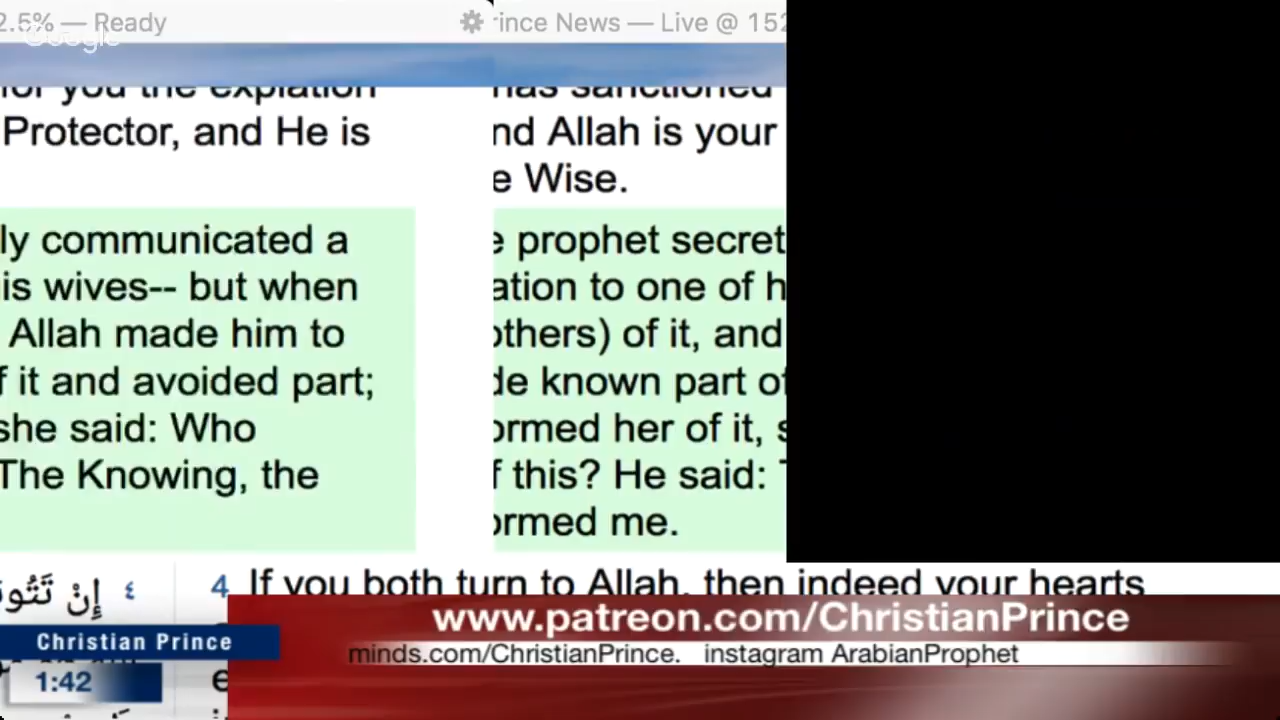 2.5% — Ready
rince News — Live @ 152
Google
for you the expiation
has sanctioned
Protector, and He is
nd Allah is your
e Wise.
ly communicated a
e prophet secret
is wives-- but when
ation to one of h
Allah made him to
others) of it, and
f it and avoided part;
de known part of
she said: Who
ormed her of it, s
The Knowing, the
f this? He said: T
ormed me.
٤ إِنْ تَتُو
4 If you both turn to Allah, then indeed your hearts
www.patreon.com/ChristianPrince
Christian Prince
minds.com/ChristianPrince. instagram ArabianProphet
1:42
e